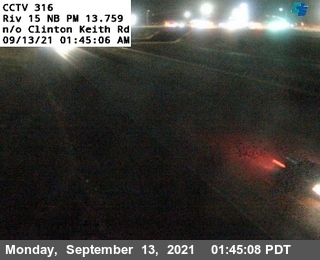 CCTV 316
Riv 15 NB PM 13.759
n/o Clinton Keith Rd
09/13/21 01:45:06 AM
Monday, September 13, 2021 01:45:08 PDT